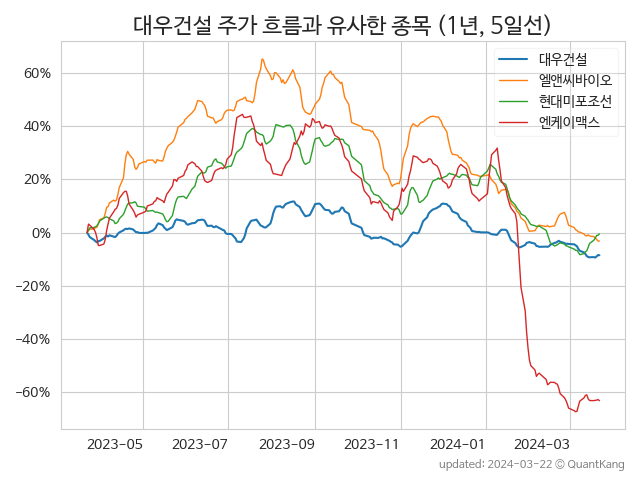 대우건설 주가 흐름과 유사한 종목 (1년, 5일선)
대우건설
엘앤씨바이오
현대미포조선
엔케이맥스
60%
40%
20%
0%
−20%
−40%
−60%
2023-05
2023-07
2023-09
2023-11
2024-01
2024-03
updated: 2024-03-22 © QuantKang